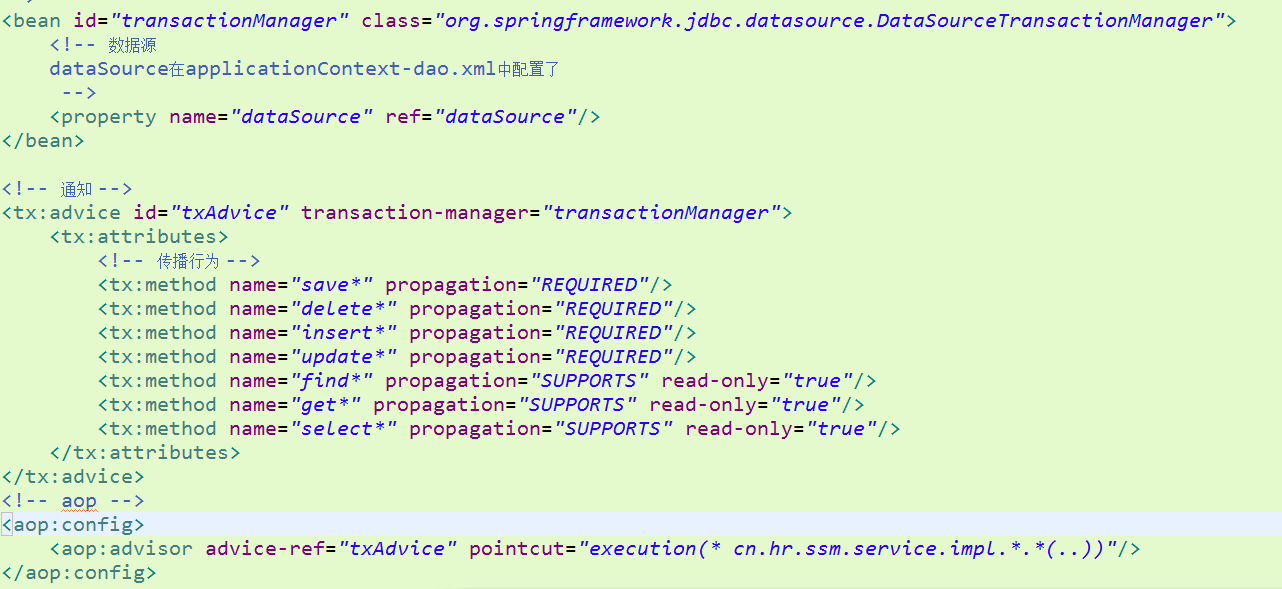 <bean id="transactionManager" class="org.springframework.jdbc.datasource.DataSourceTransactionManager">
<!-- 数据源
dataSource在applicationContext-dao.xml中配置了
-->
<property name="dataSource" ref="dataSource"/>
</bean>
<!-- 通知 -->
<tx:advice id="txAdvice" transaction-manager="transactionManager">
<tx:attributes>
<!-- 传播行为 -->
<tx:method name="save*" propagation="REQUIRED"/>
<tx:method name="delete*" propagation="REQUIRED"/>
<tx:method name="insert*" propagation="REQUIRED"/>
<tx:method name="update*" propagation="REQUIRED"/>
<tx:method name="find*" propagation="SUPPORTS" read-only="true"/>
<tx:method name="get*" propagation="SUPPORTS" read-only="true"/>
<tx:method name="select*" propagation="SUPPORTS" read-only="true"/>
</tx:attributes>
</tx:advice>
<!-- aop -->
<aop:config>
<aop:advisor advice-ref="txAdvice" pointcut="execution(* cn.hr.ssm.service.impl.*.*(..))"/>
</aop:config>